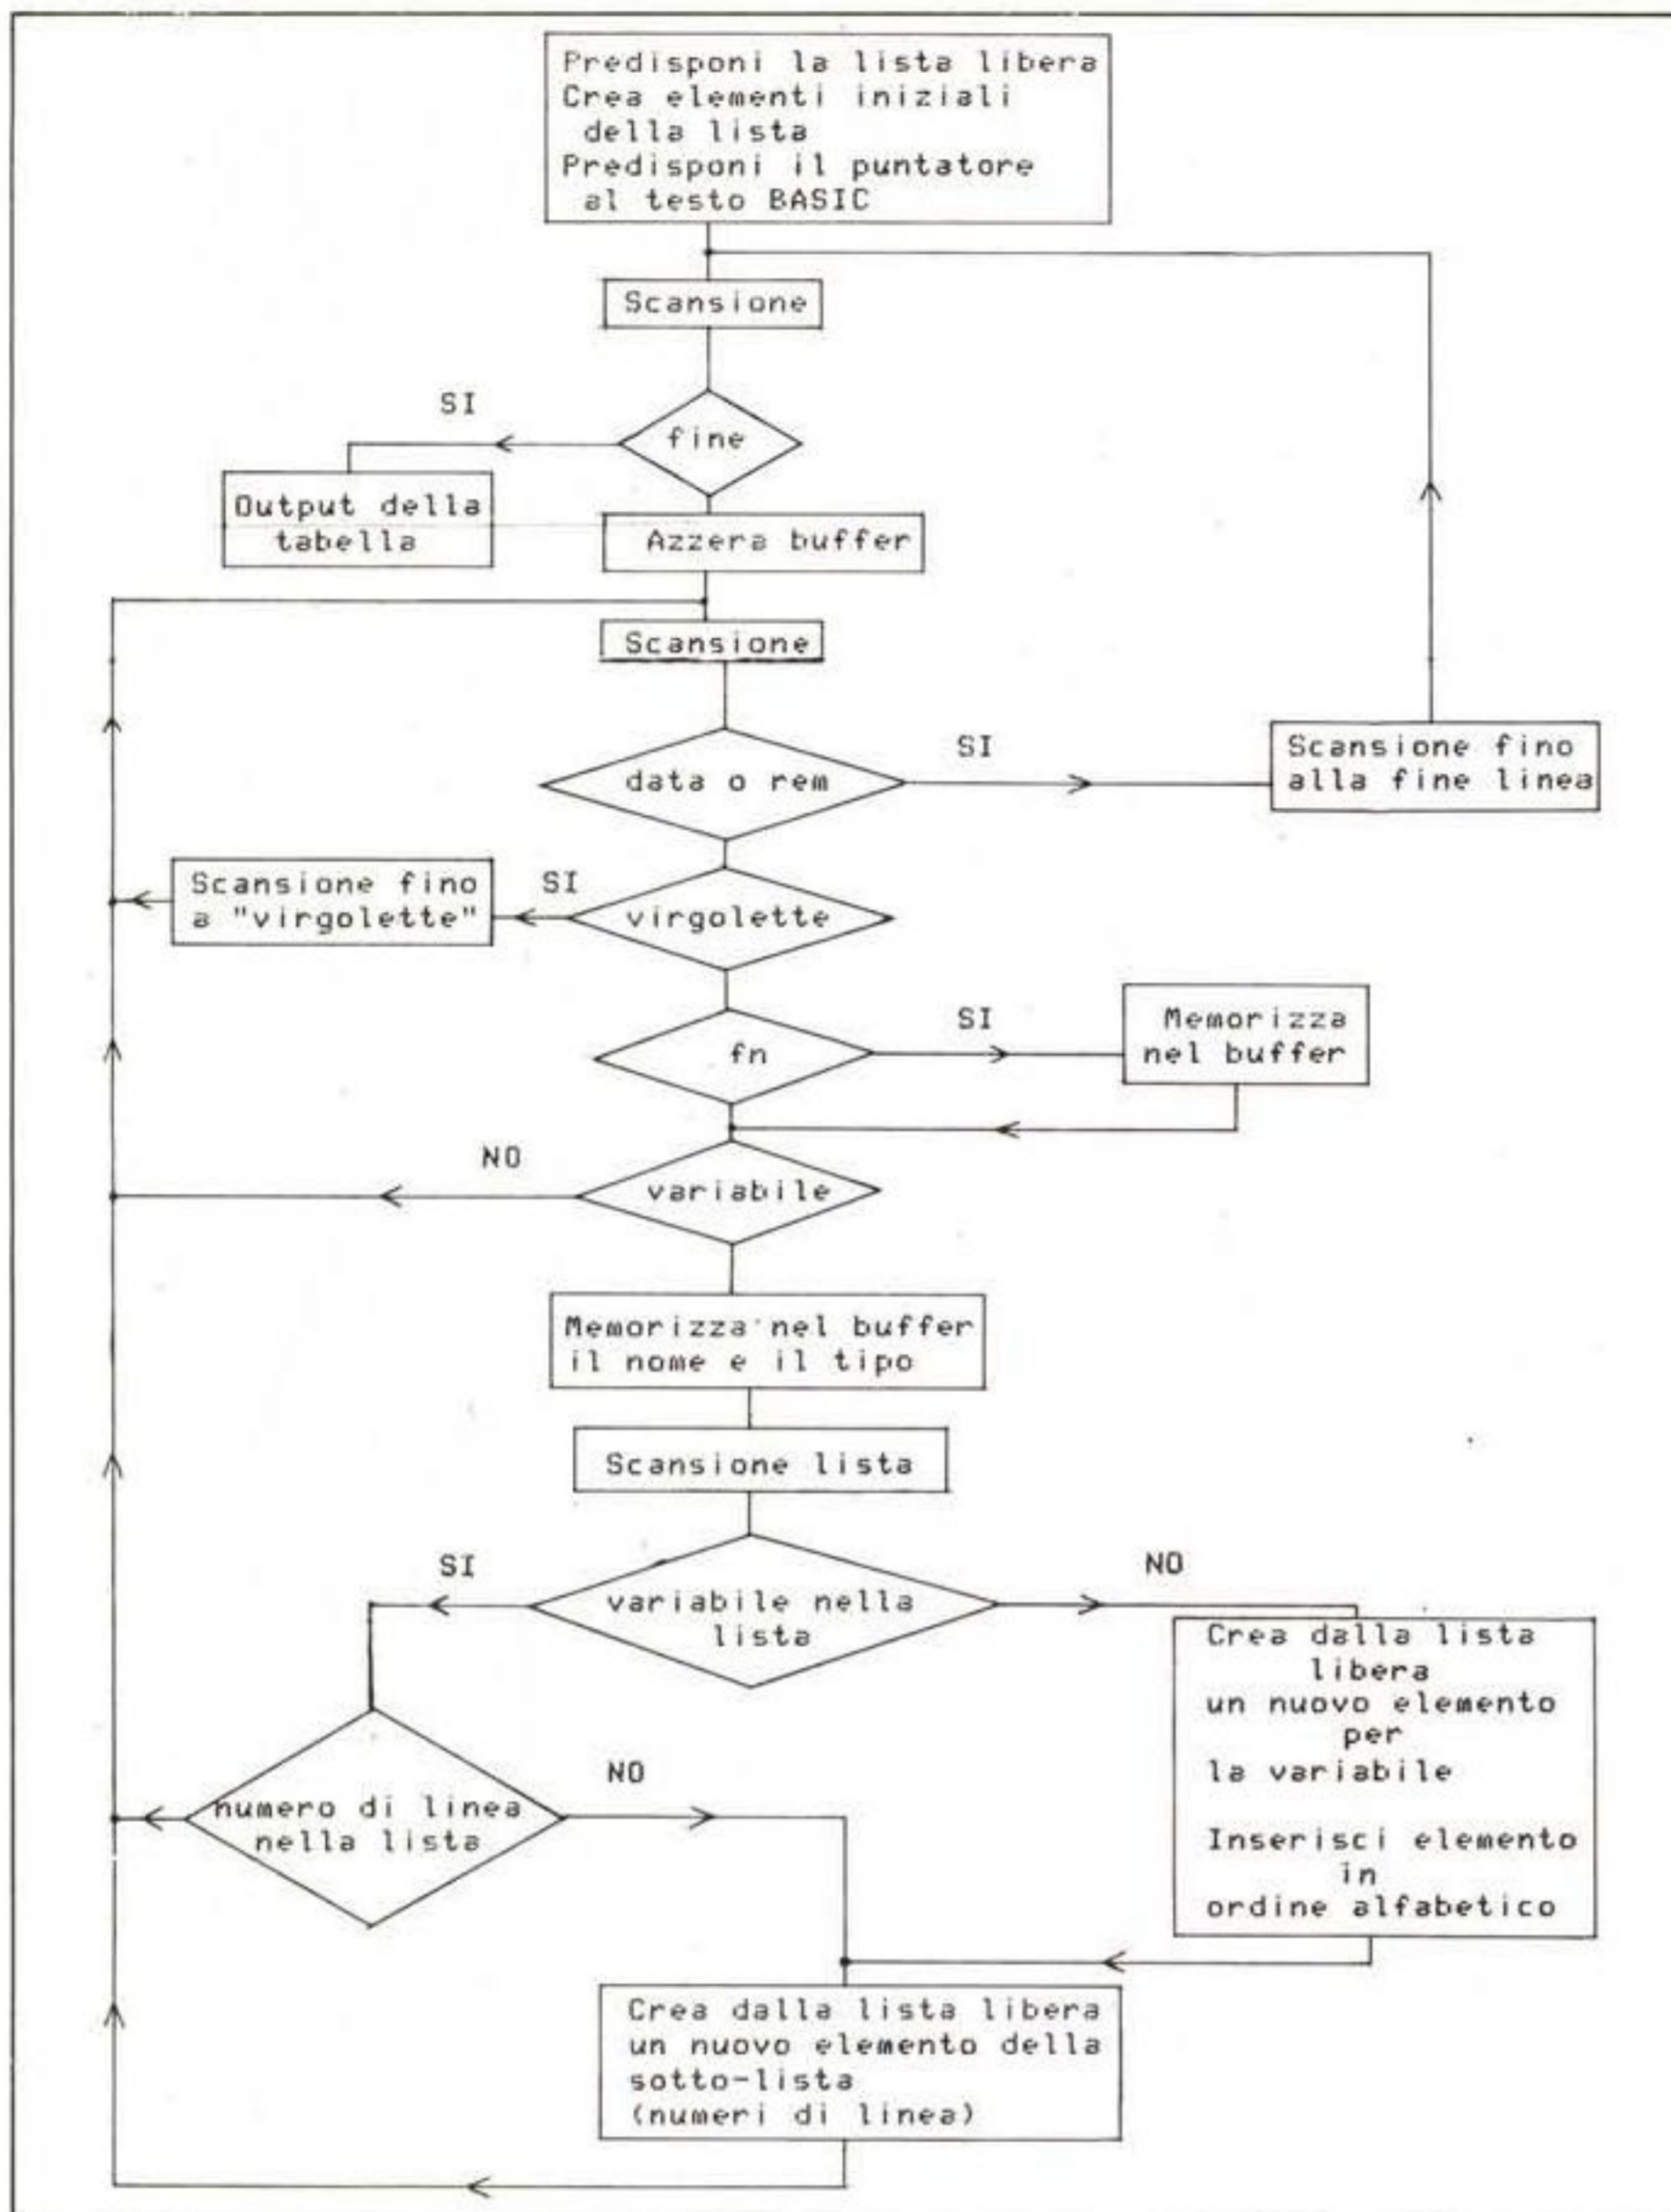 Predisponi la lista libera
Crea elementi iniziali
della lista
Predisponi il puntatore
al testo BASIC
Scansione
SI
fine
Output della
tabella
Azzera buffer
Scansione
data o rem
SI
Scansione fino
alla fine linea
Scansione fino
a "virgolette"
SI
virgolette
fn
SI
Memorizza
nel buffer
NO
variabile
Memorizza nel buffer
il nome e il tipo
Scansione lista
SI
variabile nella
lista
NO
Crea dalla lista
libera
un nuovo elemento
per
la variabile
Inserisci elemento
in
ordine alfabetico
numero di linea
nella lista
NO
Crea dalla lista libera
un nuovo elemento della
sotto-lista
(numeri di linea)